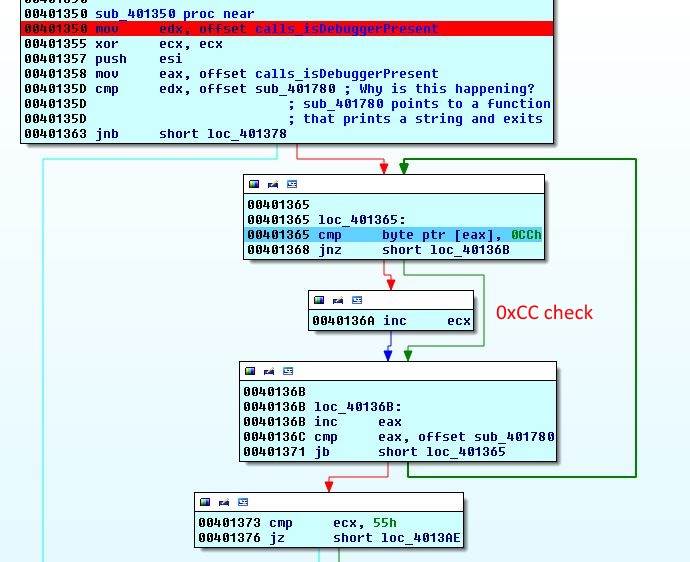 00401350 sub_401350 proc near
00401350 mov edx, offset calls_isDebuggerPresent
00401355 xor ecx, ecx
00401357 push esi
00401358 mov eax, offset calls_isDebuggerPresent
0040135D cmp edx, offset sub_401780 ; Why is this happening?
0040135D ; sub_401780 points to a function
0040135D ; that prints a string and exits
00401363 jnb short loc_401378
00401365
00401365 loc_401365:
00401365 cmp byte ptr [eax], 0CCh
00401368 jnz short loc_40136B
0040136A inc ecx
0xCC check
0040136B
0040136B loc_40136B:
0040136B inc eax
0040136C cmp eax, offset sub_401780
00401371 jb short loc_401365
00401373 cmp ecx, 55h
00401376 jz short loc_4013AE